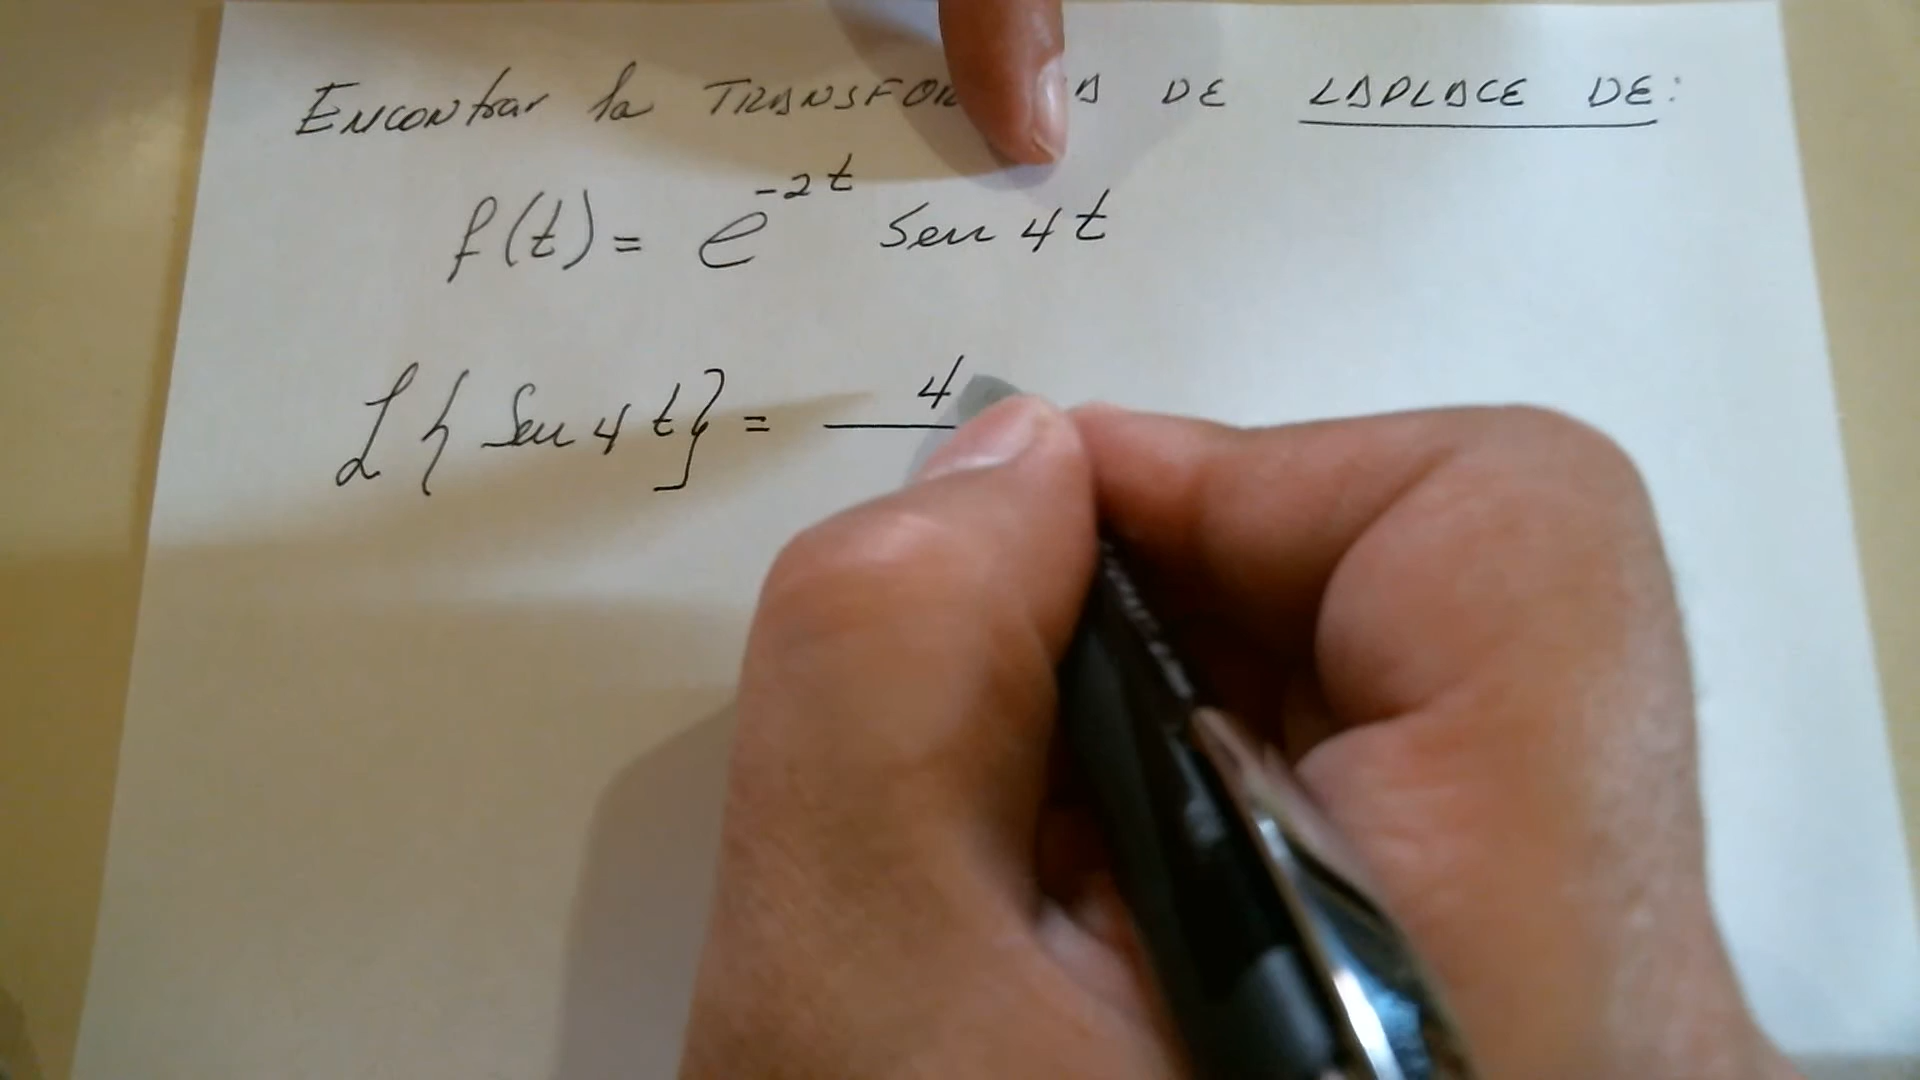 Encontrar la TRANSFOR A DE LAPLACE DE:
f(t) = e^{-2t} Sen 4t
ℒ{Sen 4t} = 4